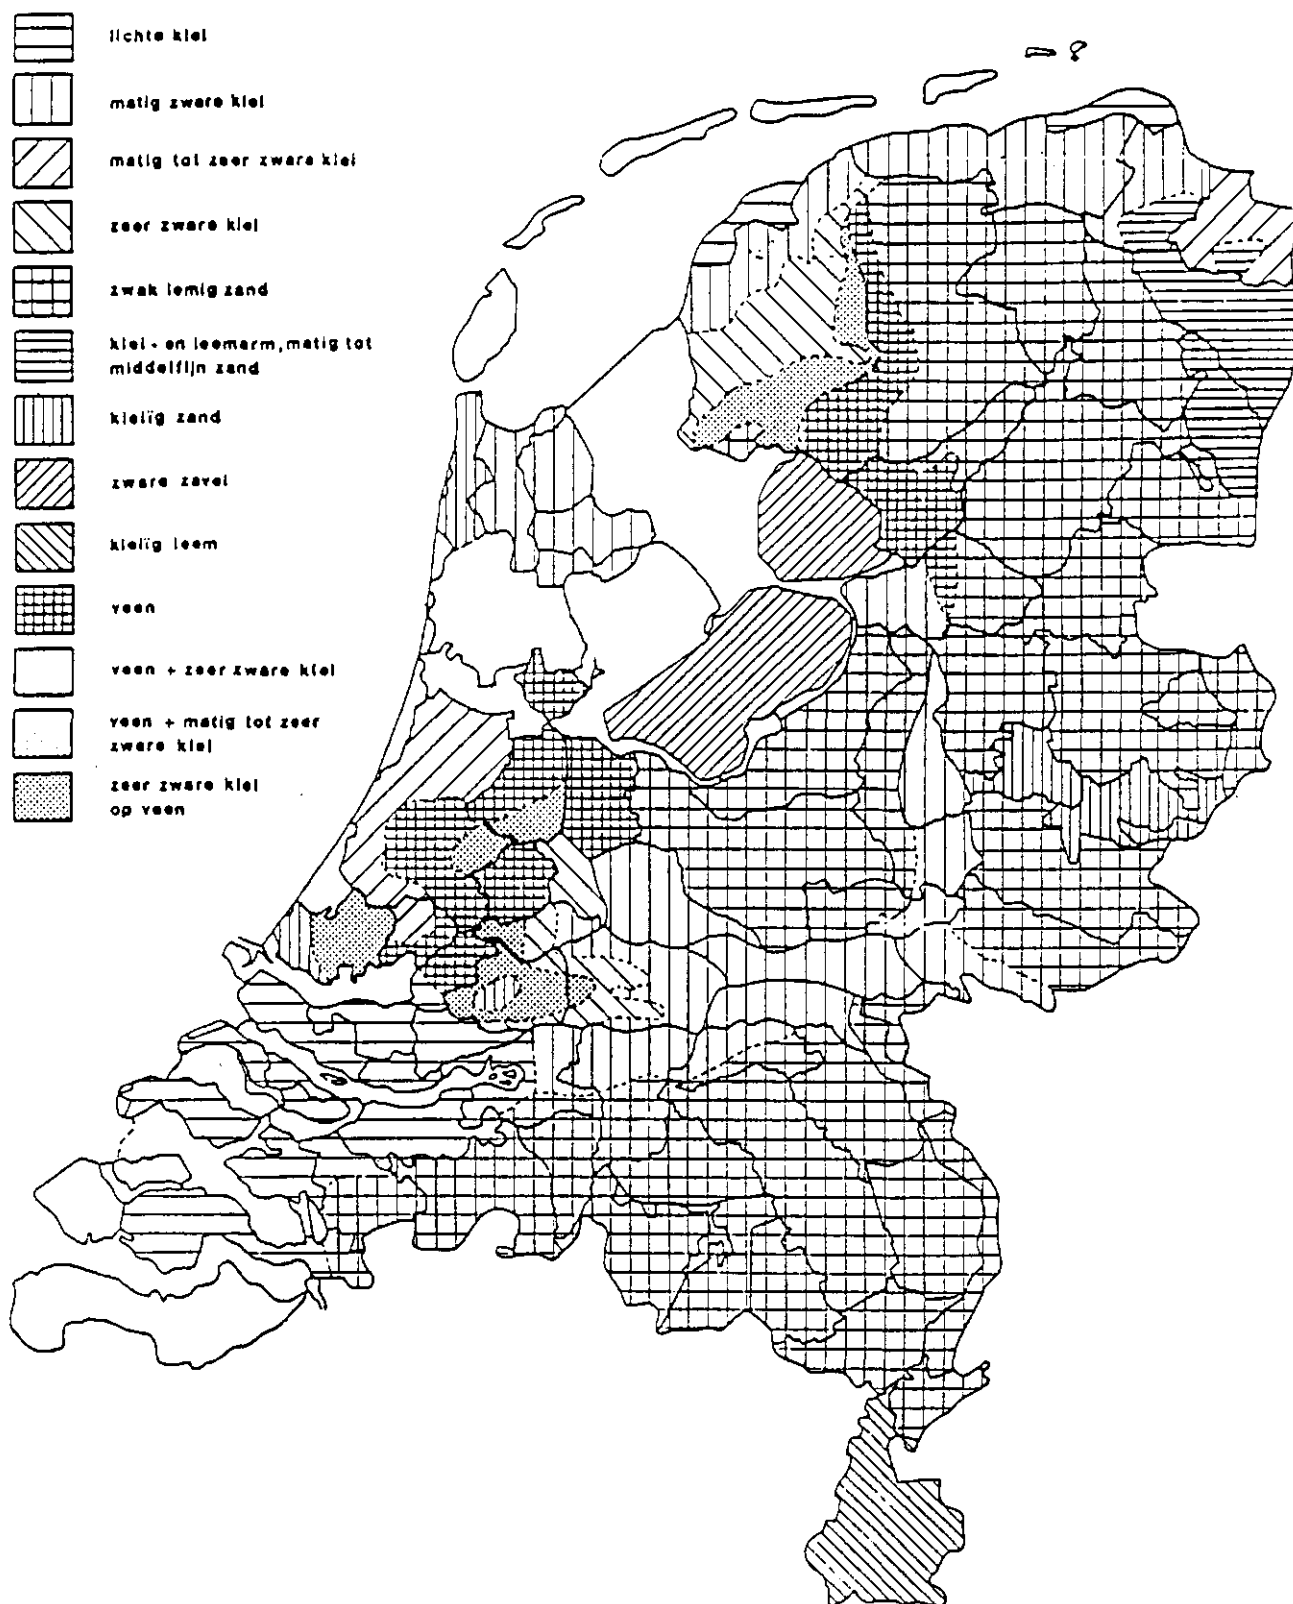 lichte klei
matig zware klei
matig tot zeer zware klei
zeer zware klei
zwak lemig zand
klei- en leemarm, matig tot
middelfijn zand
kleiïg zand
zware zavel
kleiïg leem
veen
veen + zeer zware klei
veen + matig tot zeer
zware klei
zeer zware klei
op veen